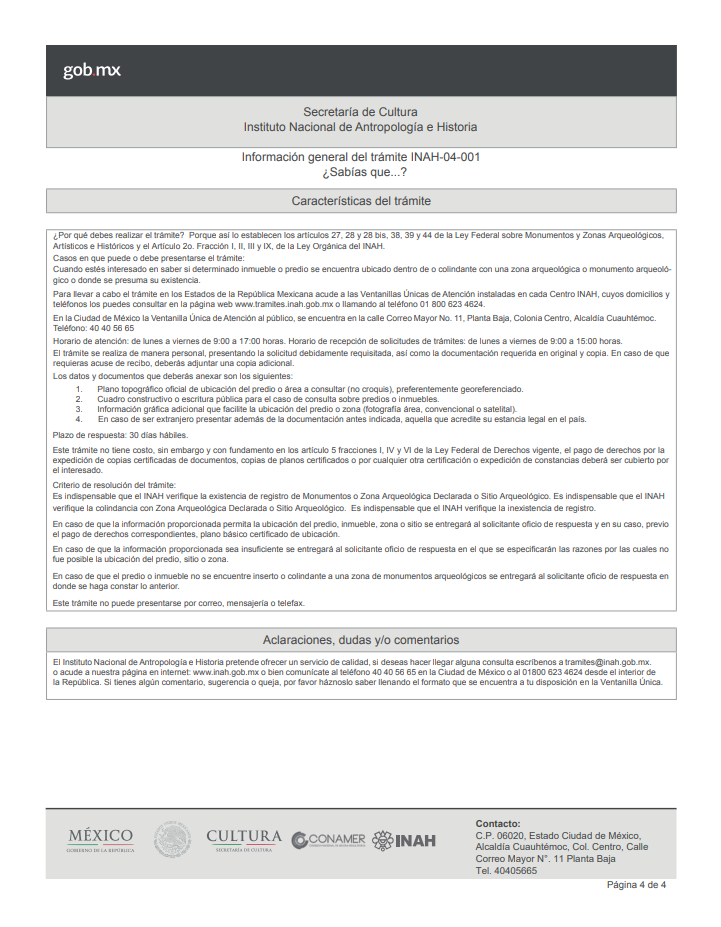 gob.mx
Secretaría de Cultura
Instituto Nacional de Antropología e Historia
Información general del trámite INAH-04-001
¿Sabías que...?
Características del trámite
¿Por qué debes realizar el trámite?  Porque así lo establecen los artículos 27, 28 y 28 bis, 38, 39 y 44 de la Ley Federal sobre Monumentos y Zonas Arqueológicos,
Artísticos e Históricos y el Artículo 2o. Fracción I, II, III y IX, de la Ley Orgánica del INAH.
Casos en que puede o debe presentarse el trámite:
Cuando estés interesado en saber si determinado inmueble o predio se encuentra ubicado dentro de o colindante con una zona arqueológica o monumento arqueoló-
gico o donde se presuma su existencia.
Para llevar a cabo el trámite en los Estados de la República Mexicana acude a las Ventanillas Únicas de Atención instaladas en cada Centro INAH, cuyos domicilios y
teléfonos los puedes consultar en la página web www.tramites.inah.gob.mx o llamando al teléfono 01 800 623 4624.
En la Ciudad de México la Ventanilla Única de Atención al público, se encuentra en la calle Correo Mayor No. 11, Planta Baja, Colonia Centro, Alcaldía Cuauhtémoc.
Teléfono: 40 40 56 65
Horario de atención: de lunes a viernes de 9:00 a 17:00 horas. Horario de recepción de solicitudes de trámites: de lunes a viernes de 9:00 a 15:00 horas.
El trámite se realiza de manera personal, presentando la solicitud debidamente requisitada, así como la documentación requerida en original y copia. En caso de que
requieras acuse de recibo, deberás adjuntar una copia adicional.
Los datos y documentos que deberás anexar son los siguientes:
1. Plano topográfico oficial de ubicación del predio o área a consultar (no croquis), preferentemente georeferenciado.
2. Cuadro constructivo o escritura pública para el caso de consulta sobre predios o inmuebles.
3. Información gráfica adicional que facilite la ubicación del predio o zona (fotografía área, convencional o satelital).
4. En caso de ser extranjero presentar además de la documentación antes indicada, aquella que acredite su estancia legal en el país.
Plazo de respuesta: 30 días hábiles.
Este trámite no tiene costo, sin embargo y con fundamento en los artículo 5 fracciones I, IV y VI de la Ley Federal de Derechos vigente, el pago de derechos por la
expedición de copias certificadas de documentos, copias de planos certificados o por cualquier otra certificación o expedición de constancias deberá ser cubierto por
el interesado.
Criterio de resolución del trámite:
Es indispensable que el INAH verifique la existencia de registro de Monumentos o Zona Arqueológica Declarada o Sitio Arqueológico. Es indispensable que el INAH
verifique la colindancia con Zona Arqueológica Declarada o Sitio Arqueológico.  Es indispensable que el INAH verifique la inexistencia de registro.
En caso de que la información proporcionada permita la ubicación del predio, inmueble, zona o sitio se entregará al solicitante oficio de respuesta y en su caso, previo
el pago de derechos correspondientes, plano básico certificado de ubicación.
En caso de que la información proporcionada sea insuficiente se entregará al solicitante oficio de respuesta en el que se especificarán las razones por las cuales no
fue posible la ubicación del predio, sitio o zona.
En caso de que el predio o inmueble no se encuentre inserto o colindante a una zona de monumentos arqueológicos se entregará al solicitante oficio de respuesta en
donde se haga constar lo anterior.
Este trámite no puede presentarse por correo, mensajería o telefax.
Aclaraciones, dudas y/o comentarios
El Instituto Nacional de Antropología e Historia pretende ofrecer un servicio de calidad, si deseas hacer llegar alguna consulta escríbenos a tramites@inah.gob.mx.
o acude a nuestra página en internet: www.inah.gob.mx o bien comunícate al teléfono 40 40 56 65 en la Ciudad de México o al 01800 623 4624 desde el interior de
la República. Si tienes algún comentario, sugerencia o queja, por favor háznoslo saber llenando el formato que se encuentra a tu disposición en la Ventanilla Única.
MÉXICO
GOBIERNO DE LA REPÚBLICA
CULTURA
SECRETARÍA DE CULTURA
CONAMER
INAH
Contacto:
C.P. 06020, Estado Ciudad de México,
Alcaldía Cuauhtémoc, Col. Centro, Calle
Correo Mayor N°. 11 Planta Baja
Tel. 40405665
Página 4 de 4